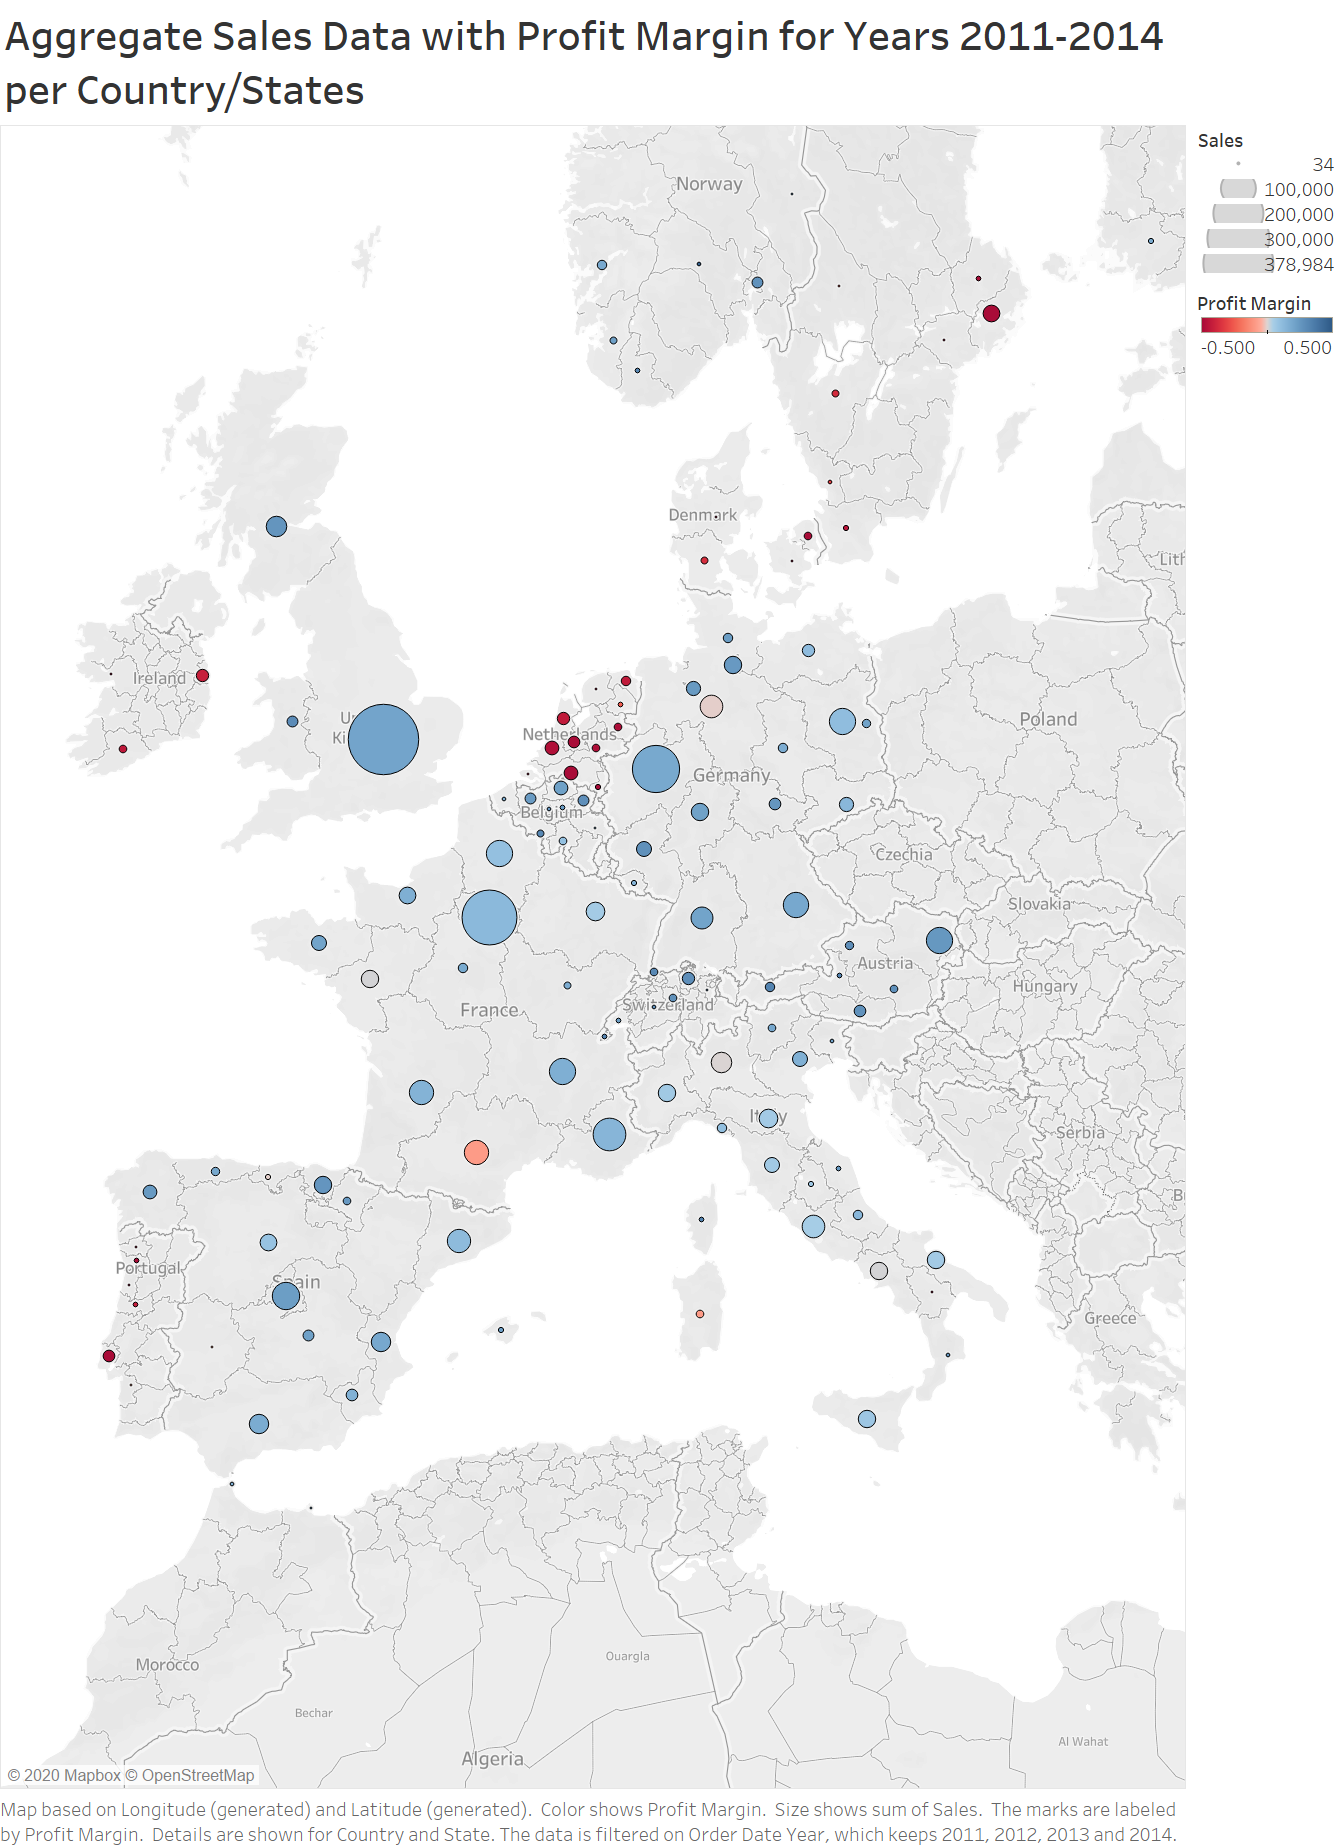 Aggregate Sales Data with Profit Margin for Years 2011-2014
per Country/States
Sales
34
100,000
200,000
300,000
378,984
Profit Margin
-0.500 0.500
Norway
Denmark
Lith
Ireland
Netherlands
Poland
Germany
Belgium
Czechia
Slovakia
Austria
Hungary
Switzerland
France
Italy
Serbia
Portugal
Spain
Greece
Morocco
Ouargla
Bechar
Al Wahat
Algeria
© 2020 Mapbox © OpenStreetMap
Map based on Longitude (generated) and Latitude (generated).  Color shows Profit Margin.  Size shows sum of Sales.  The marks are labeled
by Profit Margin.  Details are shown for Country and State. The data is filtered on Order Date Year, which keeps 2011, 2012, 2013 and 2014.